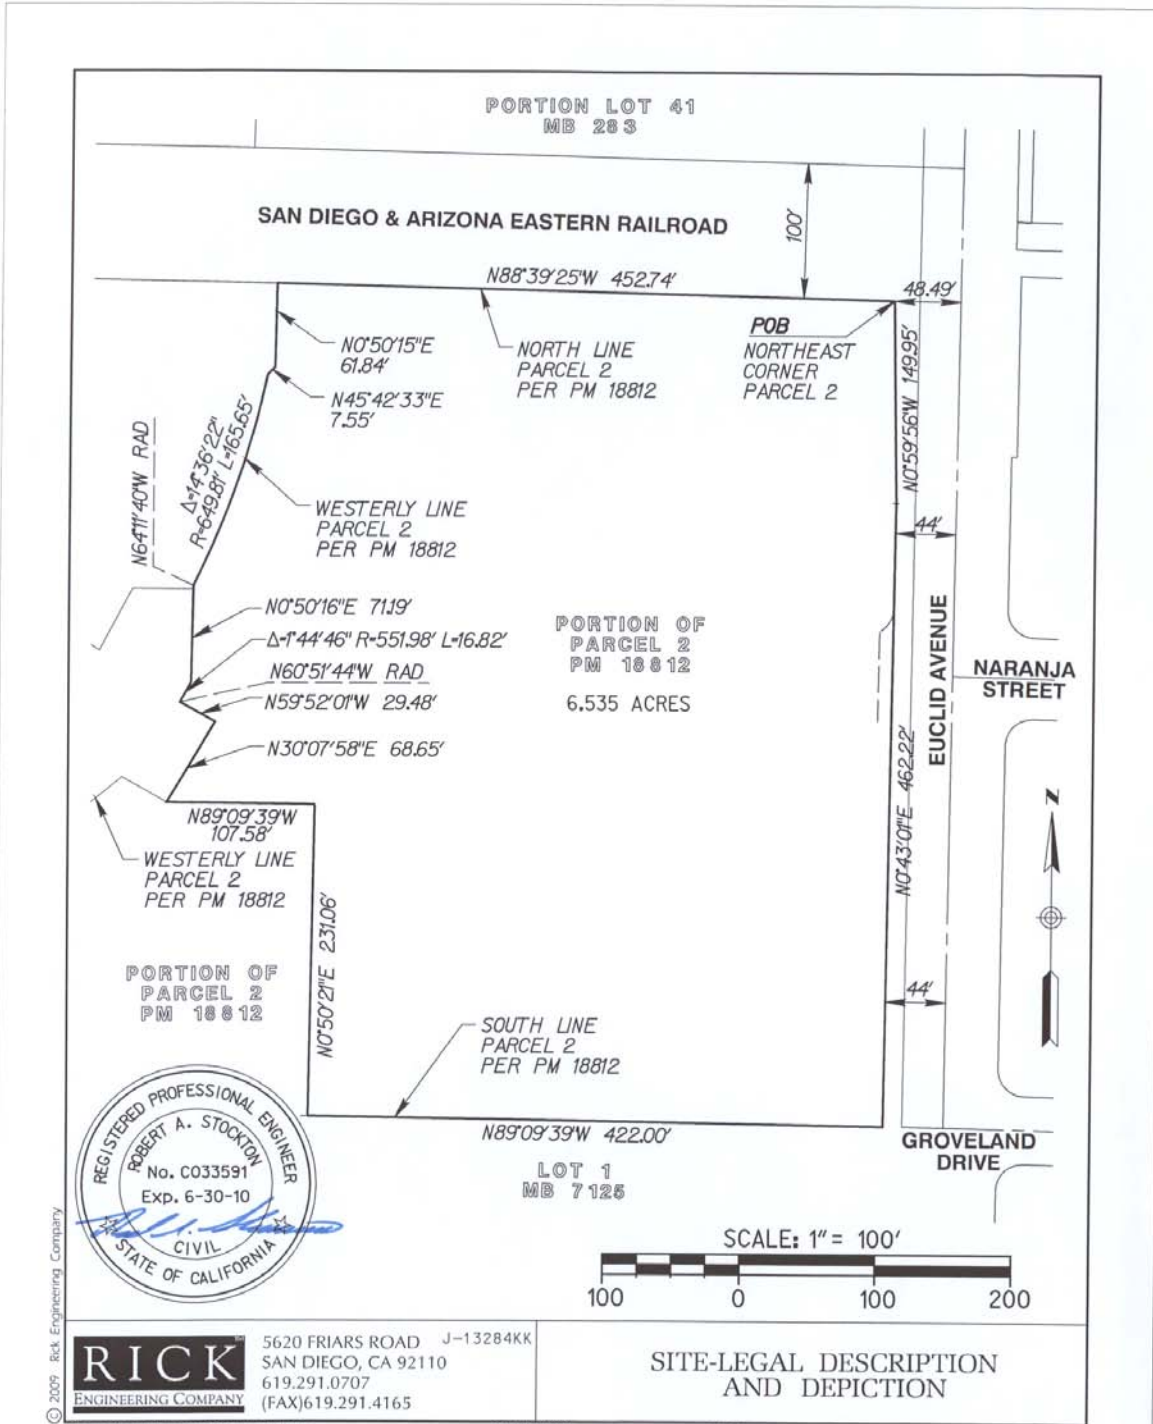 PORTION LOT 41
MB 283
SAN DIEGO & ARIZONA EASTERN RAILROAD
100'
N88°39'25"W 452.74'
48.49'
POB
NORTHEAST
CORNER
PARCEL 2
N0°50'15"E
61.84'
NORTH LINE
PARCEL 2
PER PM 18812
N45°42'33"E
7.55'
N0°59'56"W 149.95'
N64°11'40"W RAD
Δ=14°36'22"
R=649.81' L=165.65'
WESTERLY LINE
PARCEL 2
PER PM 18812
44'
N0°50'16"E 71.19'
Δ=1°44'46" R=551.98' L=16.82'
N60°51'44"W RAD
N59°52'01"W 29.48'
N30°07'58"E 68.65'
PORTION OF
PARCEL 2
PM 18812
6.535 ACRES
EUCLID AVENUE
NARANJA
STREET
N0°43'01"E 462.22'
N
N89°09'39"W
107.58'
WESTERLY LINE
PARCEL 2
PER PM 18812
N0°50'21"E 231.06'
PORTION OF
PARCEL 2
PM 18812
44'
SOUTH LINE
PARCEL 2
PER PM 18812
N89°09'39"W 422.00'
GROVELAND
DRIVE
LOT 1
MB 7125
REGISTERED PROFESSIONAL ENGINEER
ROBERT A. STOCKTON
No. C033591
Exp. 6-30-10
CIVIL
STATE OF CALIFORNIA
SCALE: 1" = 100'
100 0 100 200
© 2009 Rick Engineering Company
RICK
ENGINEERING COMPANY
5620 FRIARS ROAD J-13284KK
SAN DIEGO, CA 92110
619.291.0707
(FAX)619.291.4165
SITE-LEGAL DESCRIPTION
AND DEPICTION